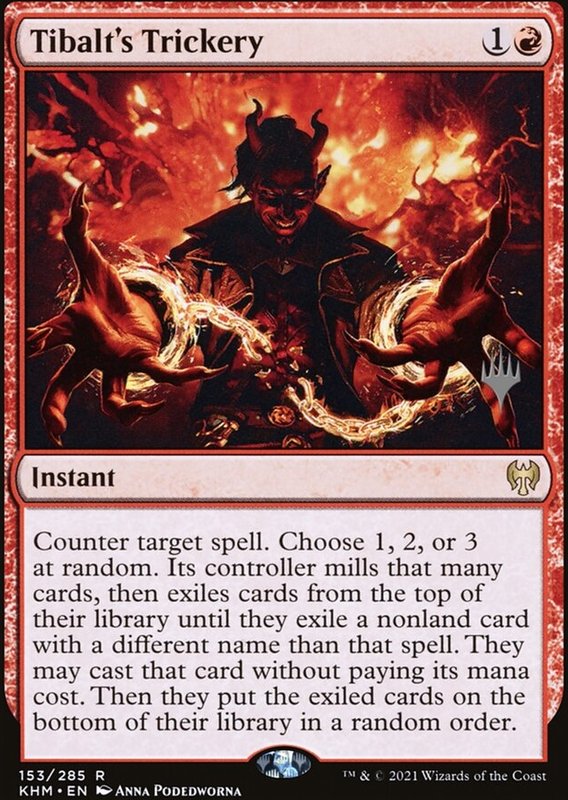 Tibalt's Trickery 1
Instant
Counter target spell. Choose 1, 2, or 3
at random. Its controller mills that many
cards, then exiles cards from the top of
their library until they exile a nonland card
with a different name than that spell. They
may cast that card without paying its mana
cost. Then they put the exiled cards on the
bottom of their library in a random order.
153/285 R
KHM • EN Anna Podedworna
™ & © 2021 Wizards of the Coast